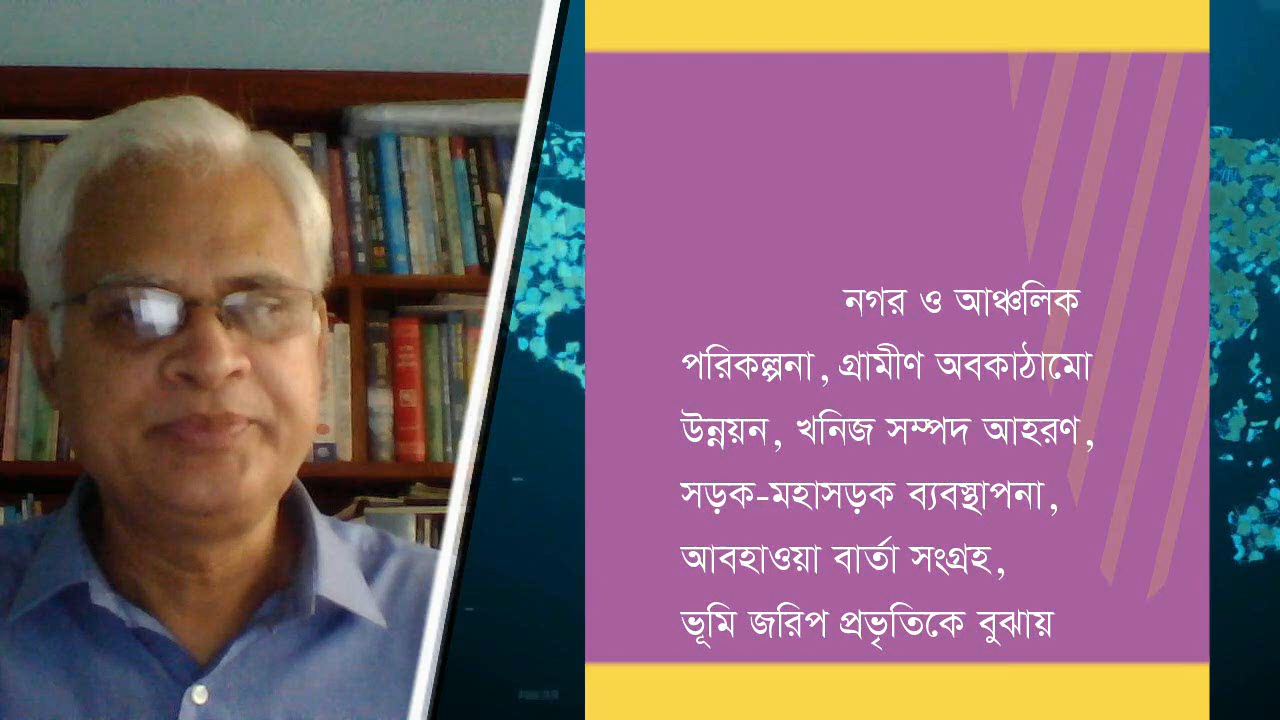 নগর ও আঞ্চলিক
পরিকল্পনা, গ্রামীণ অবকাঠামো
উন্নয়ন, খনিজ সম্পদ আহরণ,
সড়ক-মহাসড়ক ব্যবস্থাপনা,
আবহাওয়া বার্তা সংগ্রহ,
ভূমি জরিপ প্রভৃতিকে বুঝায়